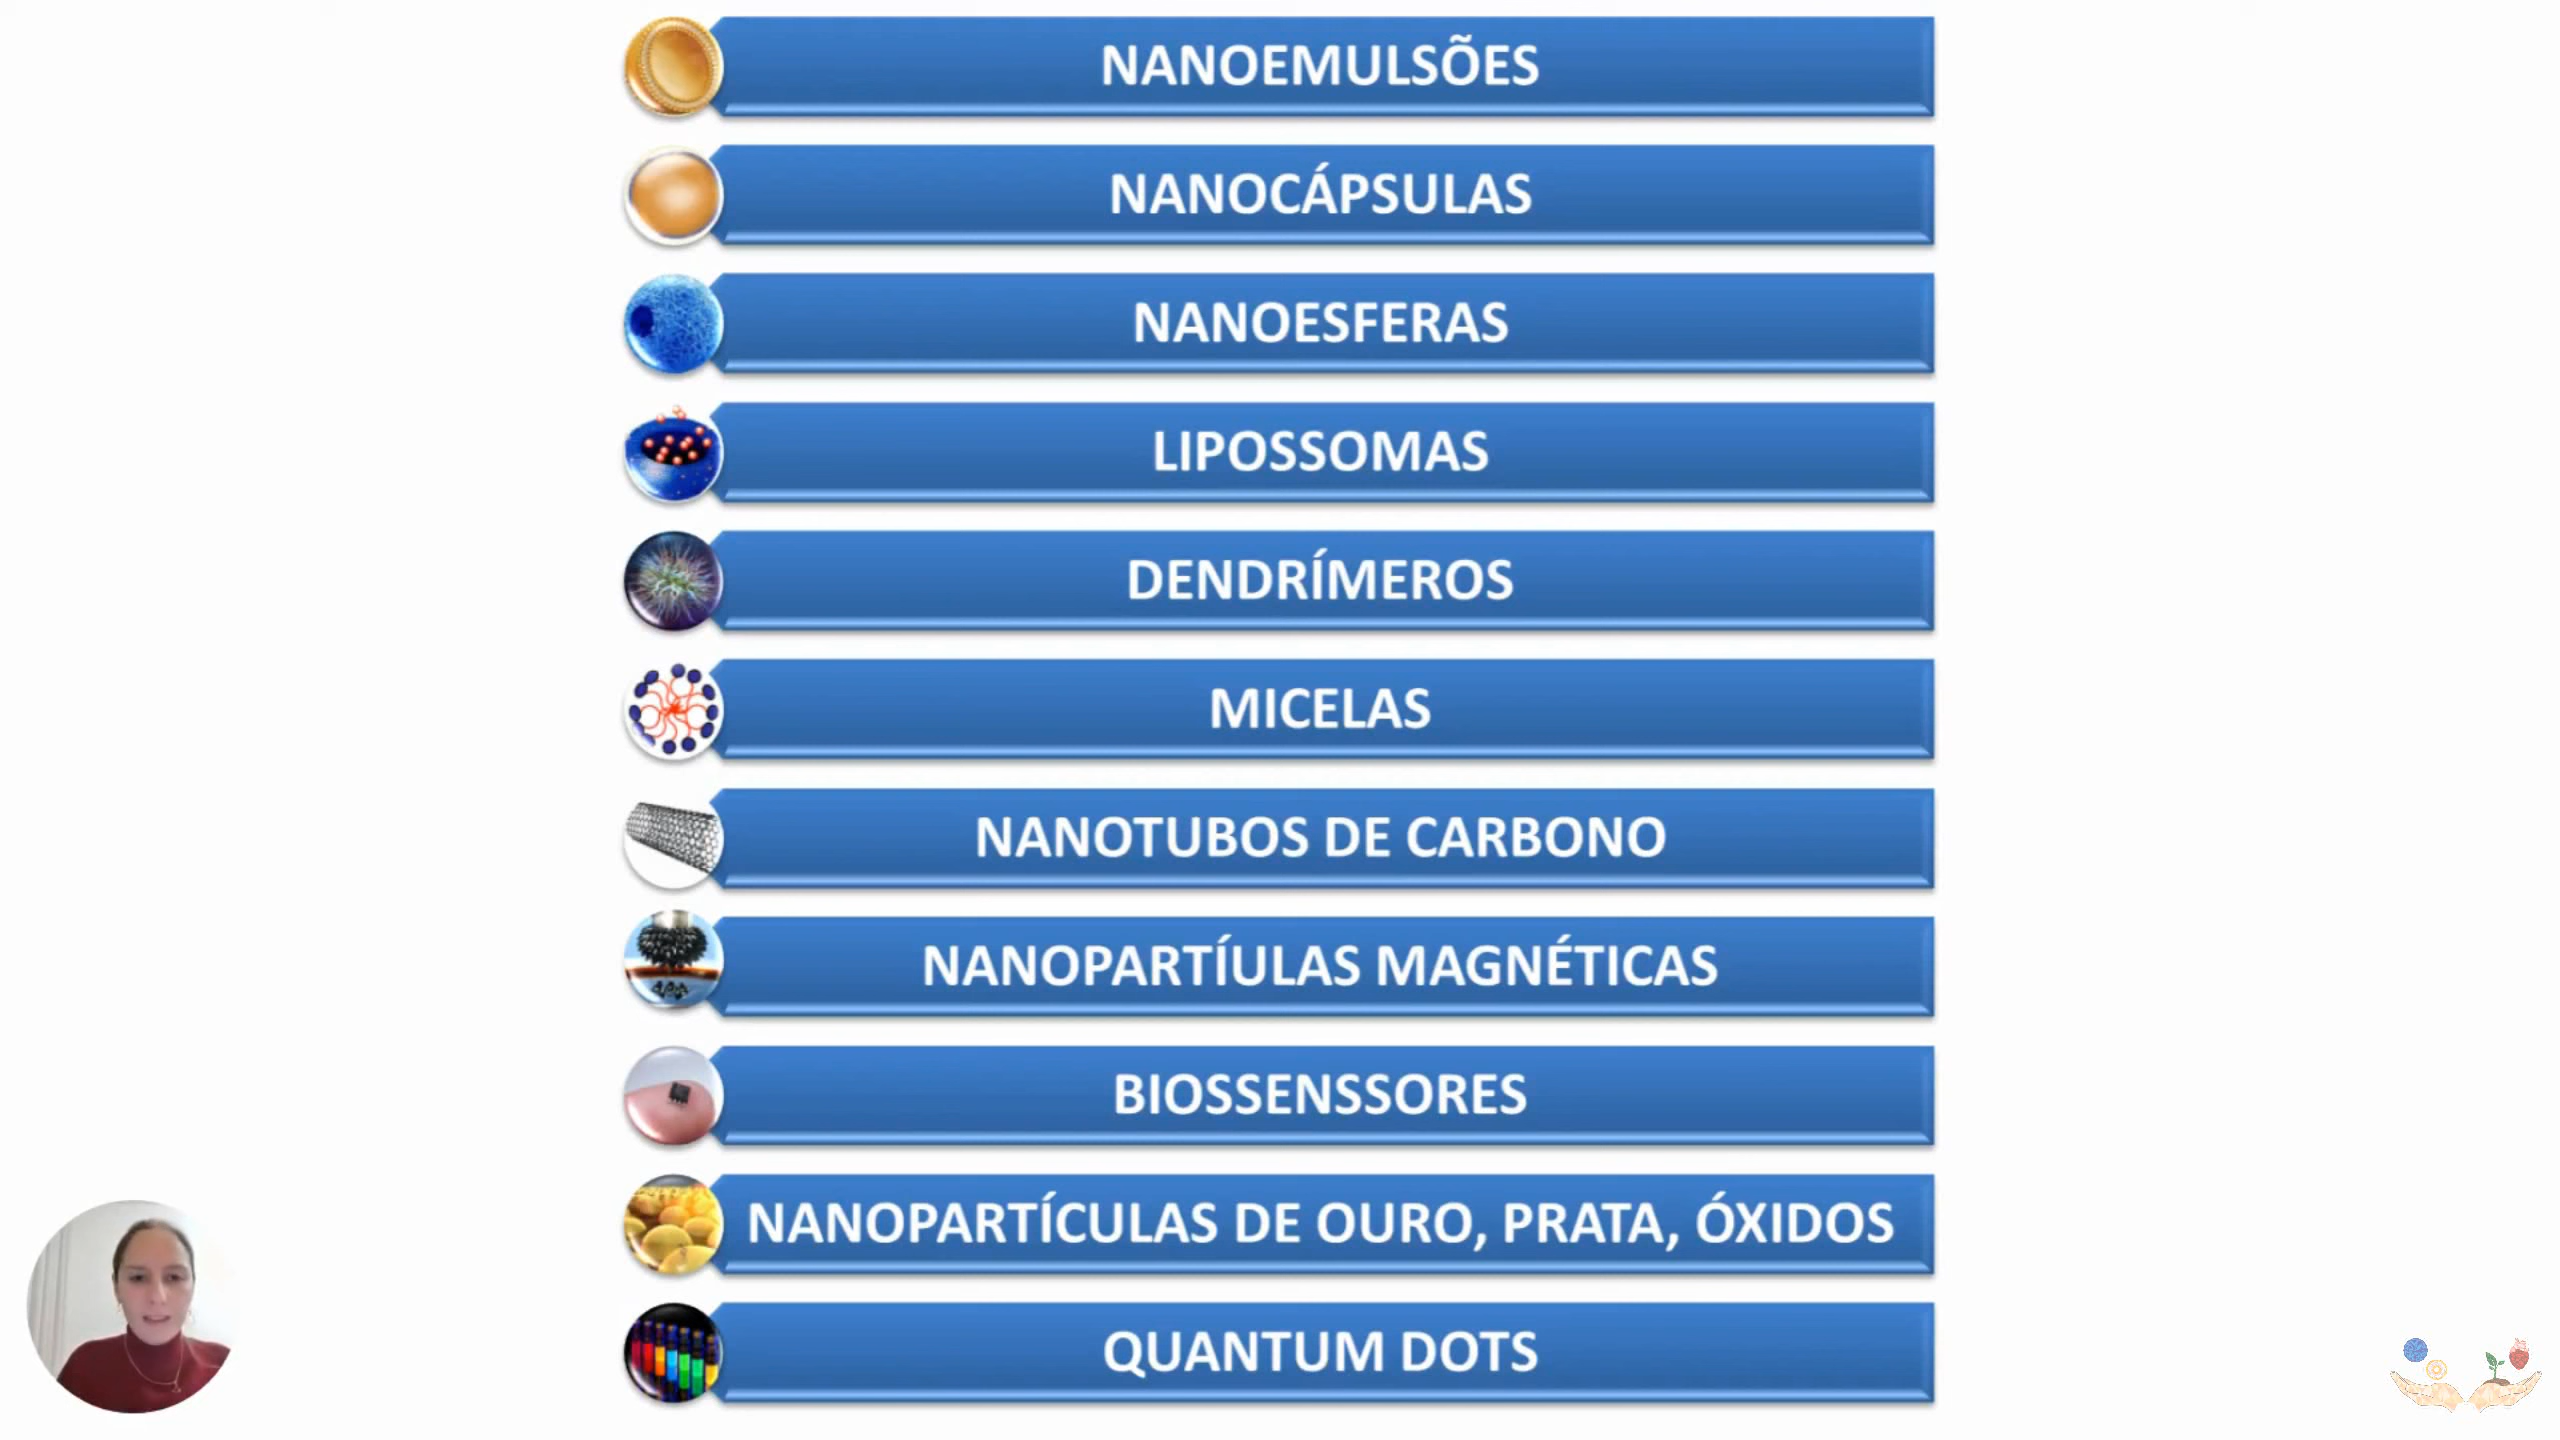 NANOEMULSÕES
NANOCÁPSULAS
NANOESFERAS
LIPOSSOMAS
DENDRÍMEROS
MICELAS
NANOTUBOS DE CARBONO
NANOPARTÍULAS MAGNÉTICAS
BIOSSENSSORES
NANOPARTÍCULAS DE OURO, PRATA, ÓXIDOS
QUANTUM DOTS